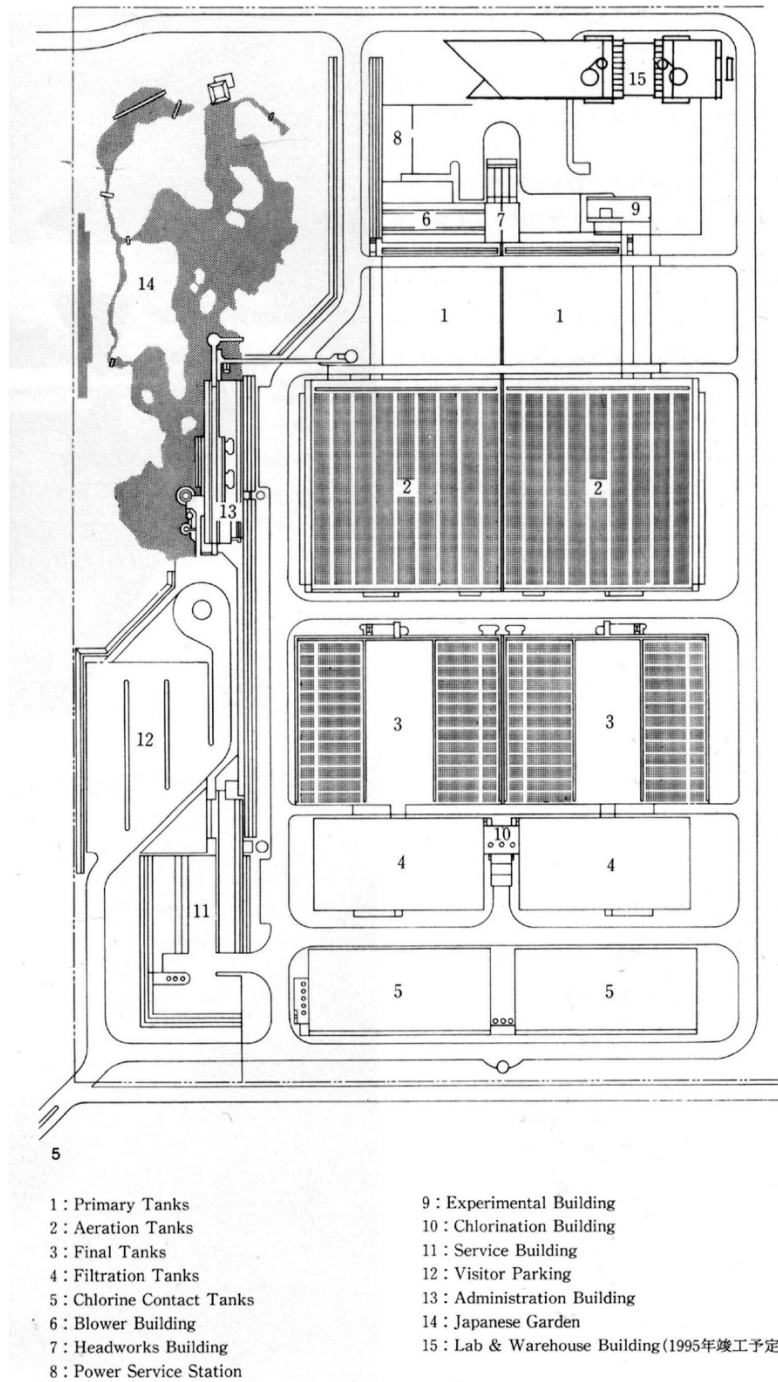 15
8
6
7
9
14
1
1
2
2
13
12
3
3
10
4
4
11
5
5
5
1：Primary Tanks
2：Aeration Tanks
3：Final Tanks
4：Filtration Tanks
5：Chlorine Contact Tanks
6：Blower Building
7：Headworks Building
8：Power Service Station
9：Experimental Building
10：Chlorination Building
11：Service Building
12：Visitor Parking
13：Administration Building
14：Japanese Garden
15：Lab & Warehouse Building(1995年竣工予定